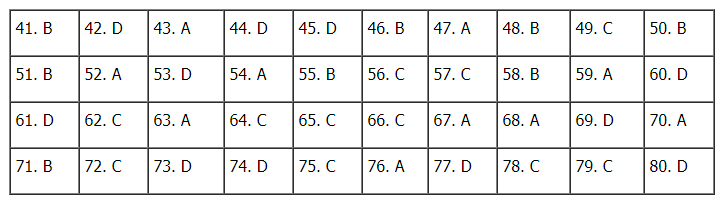 41. B 42. D 43. A 44. D 45. D 46. B 47. A 48. B 49. C 50. B
51. B 52. A 53. D 54. A 55. B 56. C 57. C 58. B 59. A 60. D
61. D 62. C 63. A 64. C 65. C 66. C 67. A 68. A 69. D 70. A
71. B 72. C 73. D 74. D 75. C 76. A 77. D 78. C 79. C 80. D